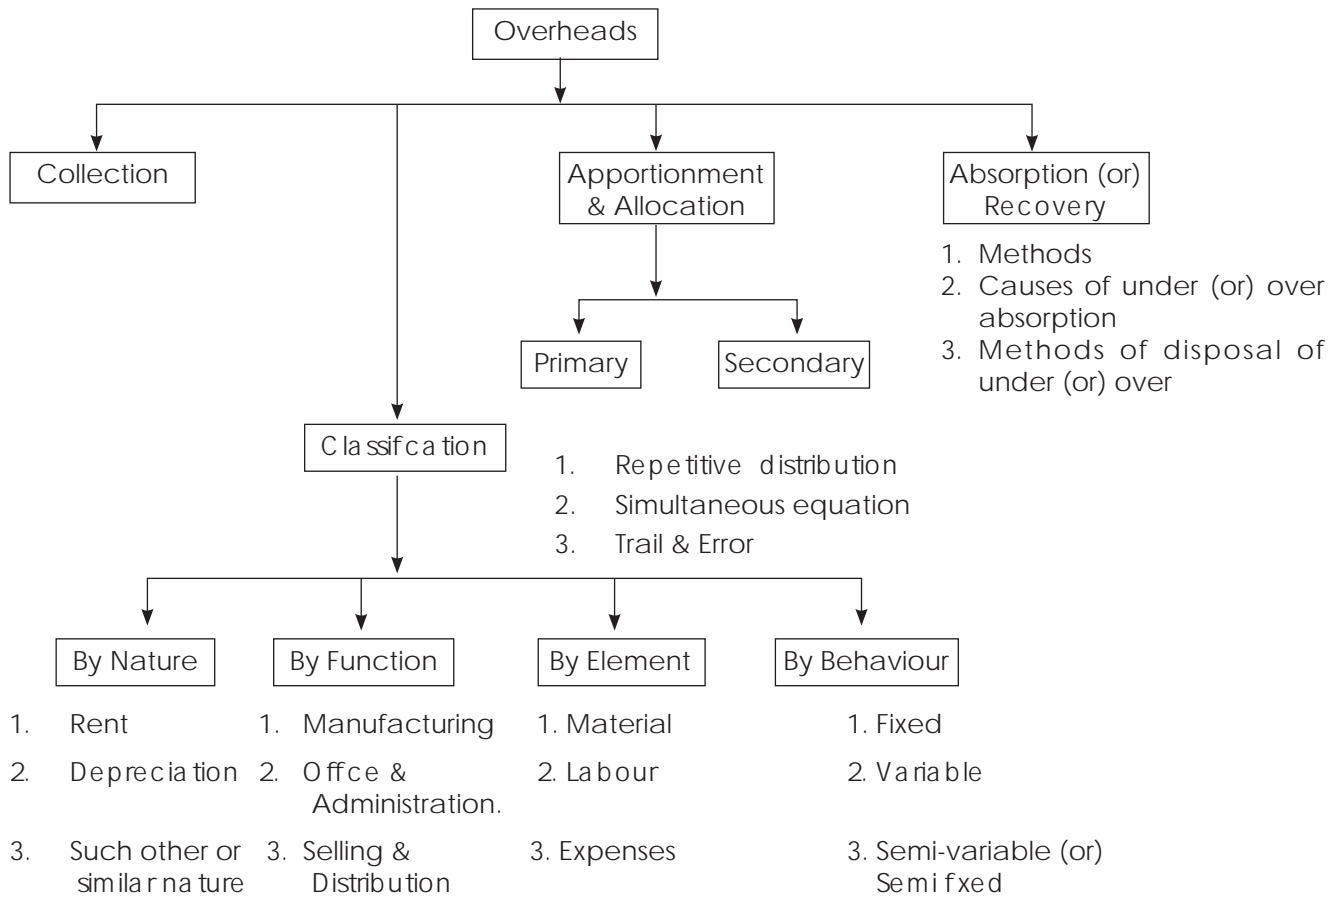 Overheads
Collection
Apportionment
& Allocation
Absorption (or)
Recovery
1. Methods
2. Causes of under (or) over
absorption
3. Methods of disposal of
under (or) over
Primary
Secondary
Classifcation
1. Repetitive distribution
2. Simultaneous equation
3. Trail & Error
By Nature
By Function
By Element
By Behaviour
1. Rent
2. Depreciation
3. Such other or
similar nature
1. Manufacturing
2. Offce &
Administration.
3. Selling &
Distribution
1. Material
2. Labour
3. Expenses
1. Fixed
2. Variable
3. Semi-variable (or)
Semi fxed